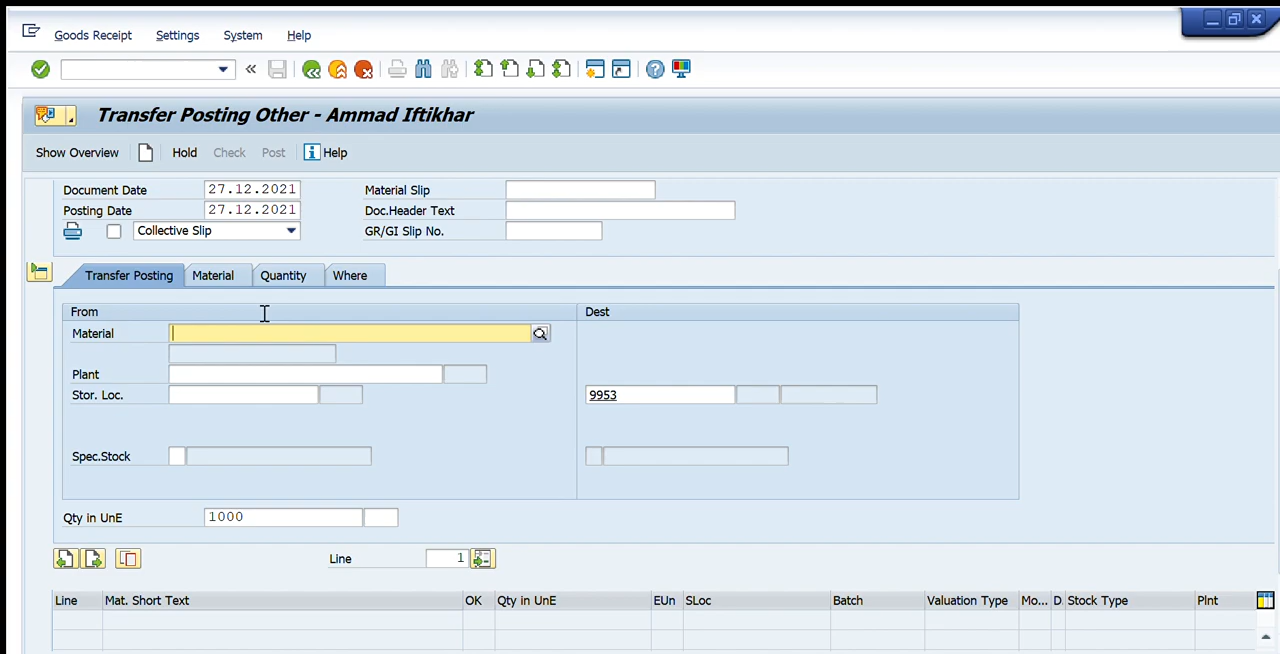 Goods Receipt Settings System Help
Transfer Posting Other - Ammad Iftikhar
Show Overview Hold Check Post Help
Document Date 27.12.2021 Material Slip
Posting Date 27.12.2021 Doc.Header Text
Collective Slip GR/GI Slip No.
Transfer Posting Material Quantity Where
From Dest
Material
Plant
Stor. Loc. 9953
Spec.Stock
Qty in UnE 1000
Line 1
Line Mat. Short Text OK Qty in UnE EUn SLoc Batch Valuation Type Mo... D Stock Type Plnt